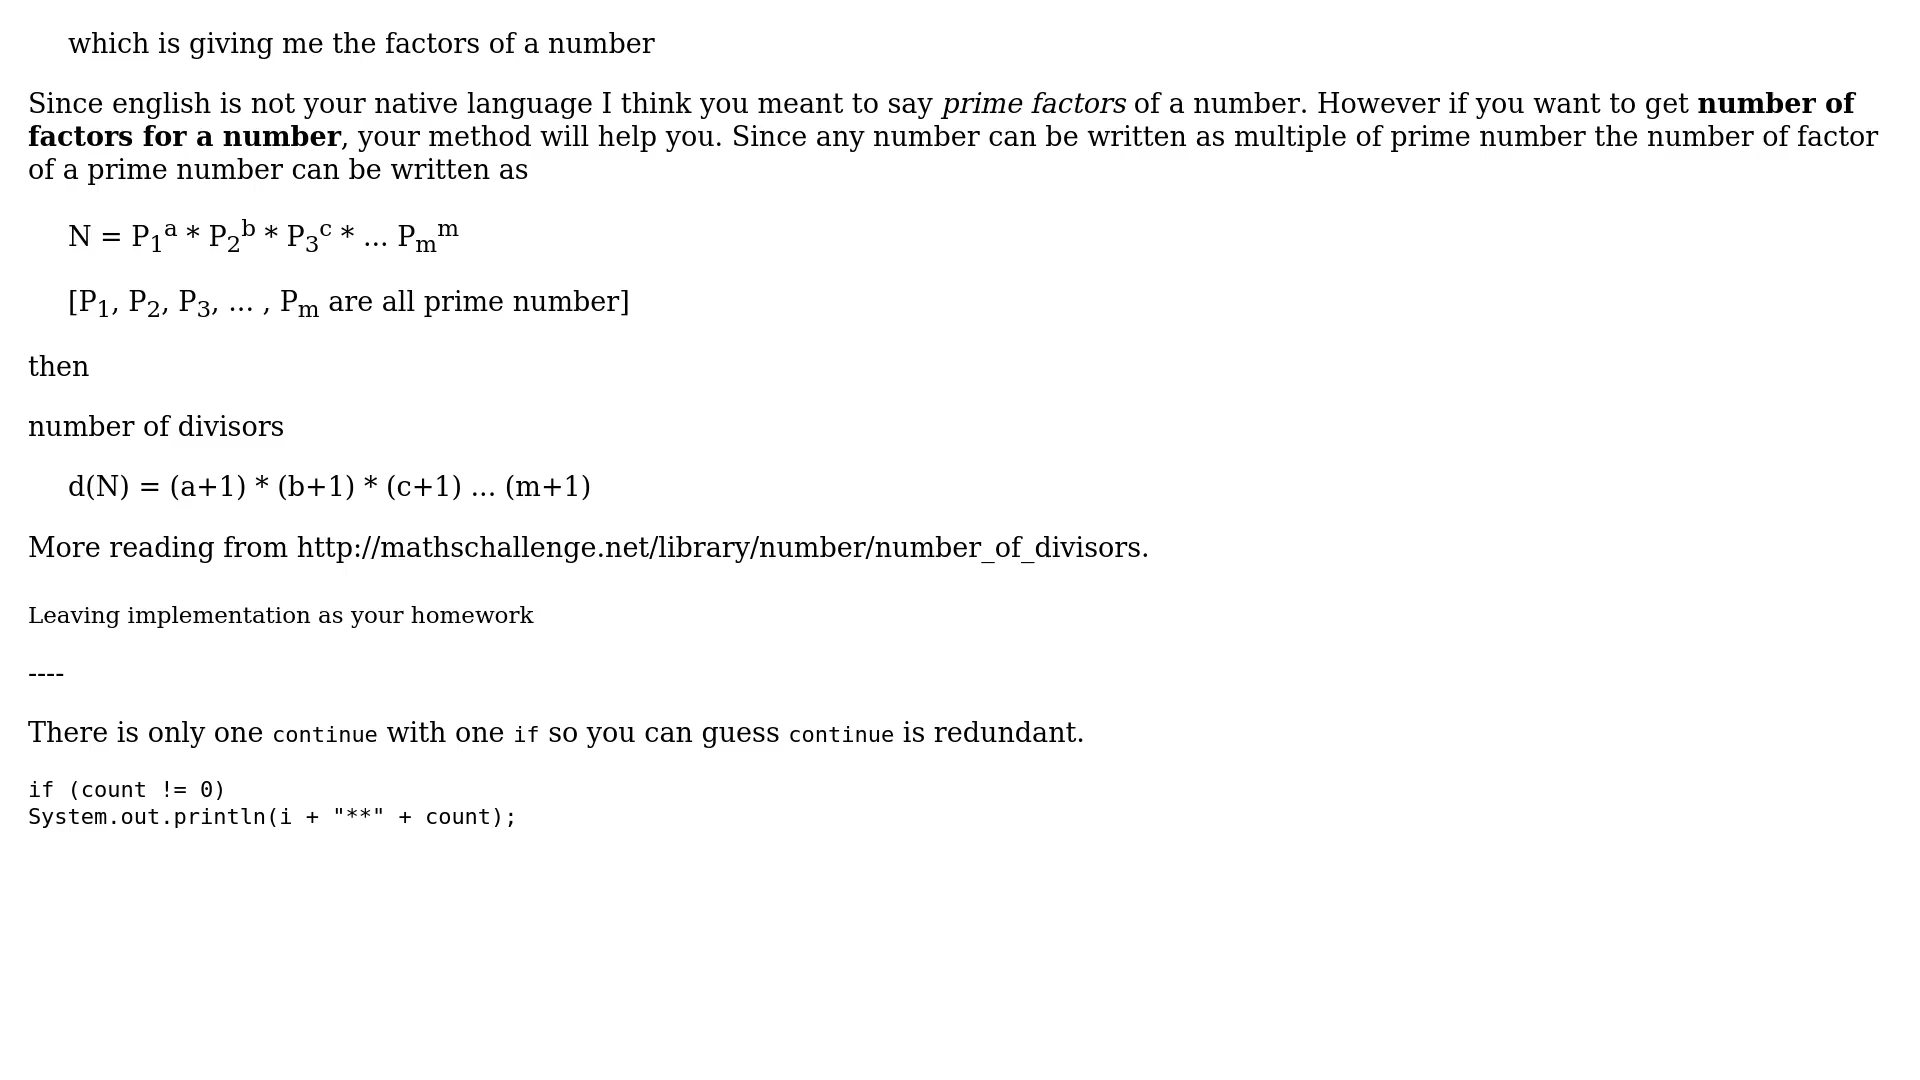 which is giving me the factors of a number
Since english is not your native language I think you meant to say prime factors of a number. However if you want to get number of
factors for a number, your method will help you. Since any number can be written as multiple of prime number the number of factor
of a prime number can be written as
N = P₁ᵃ * P₂ᵇ * P₃ᶜ * ... Pₘᵐ
[P₁, P₂, P₃, ... , Pₘ are all prime number]
then
number of divisors
d(N) = (a+1) * (b+1) * (c+1) ... (m+1)
More reading from http://mathschallenge.net/library/number/number_of_divisors.
Leaving implementation as your homework
----
There is only one continue with one if so you can guess continue is redundant.
if (count != 0)
System.out.println(i + "**" + count);